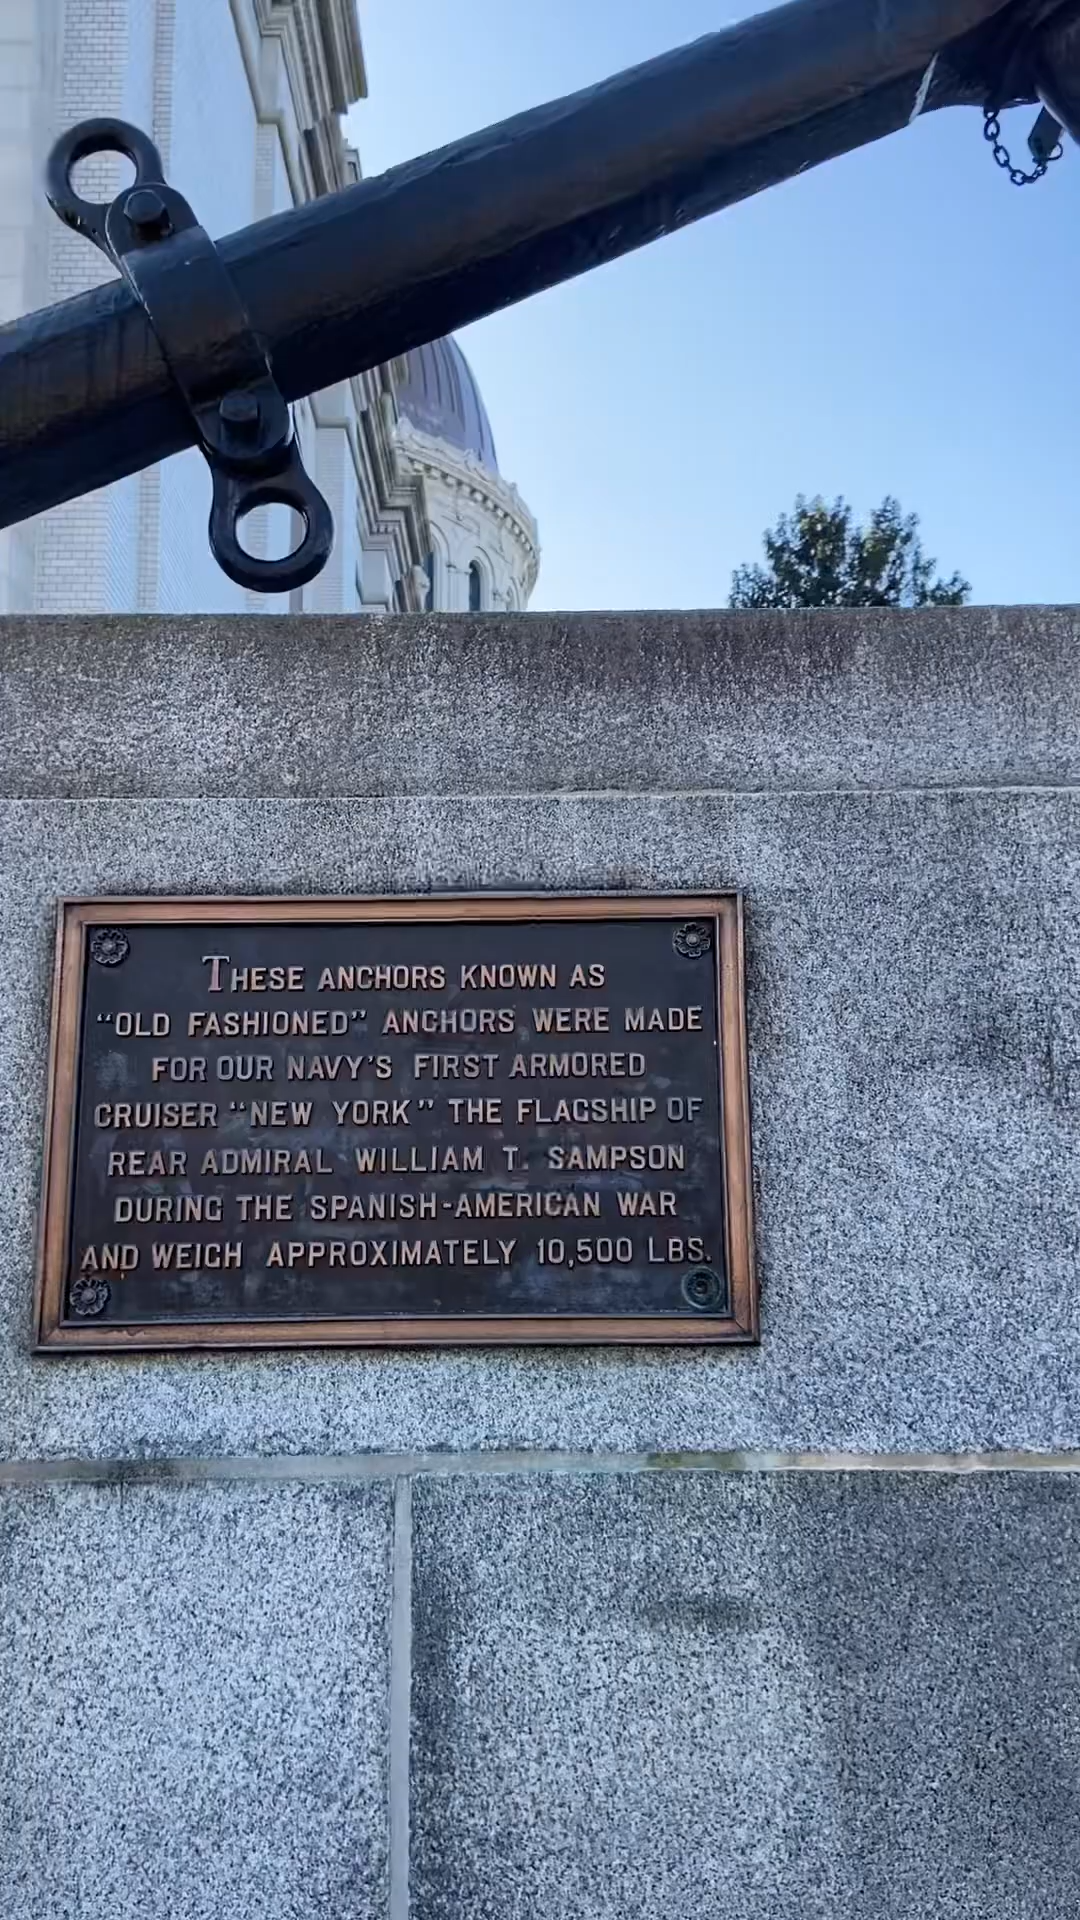 THESE ANCHORS KNOWN AS
"OLD FASHIONED" ANCHORS WERE MADE
FOR OUR NAVY'S FIRST ARMORED
CRUISER "NEW YORK" THE FLAGSHIP OF
REAR ADMIRAL WILLIAM T. SAMPSON
DURING THE SPANISH-AMERICAN WAR
AND WEIGH APPROXIMATELY 10,500 LBS.